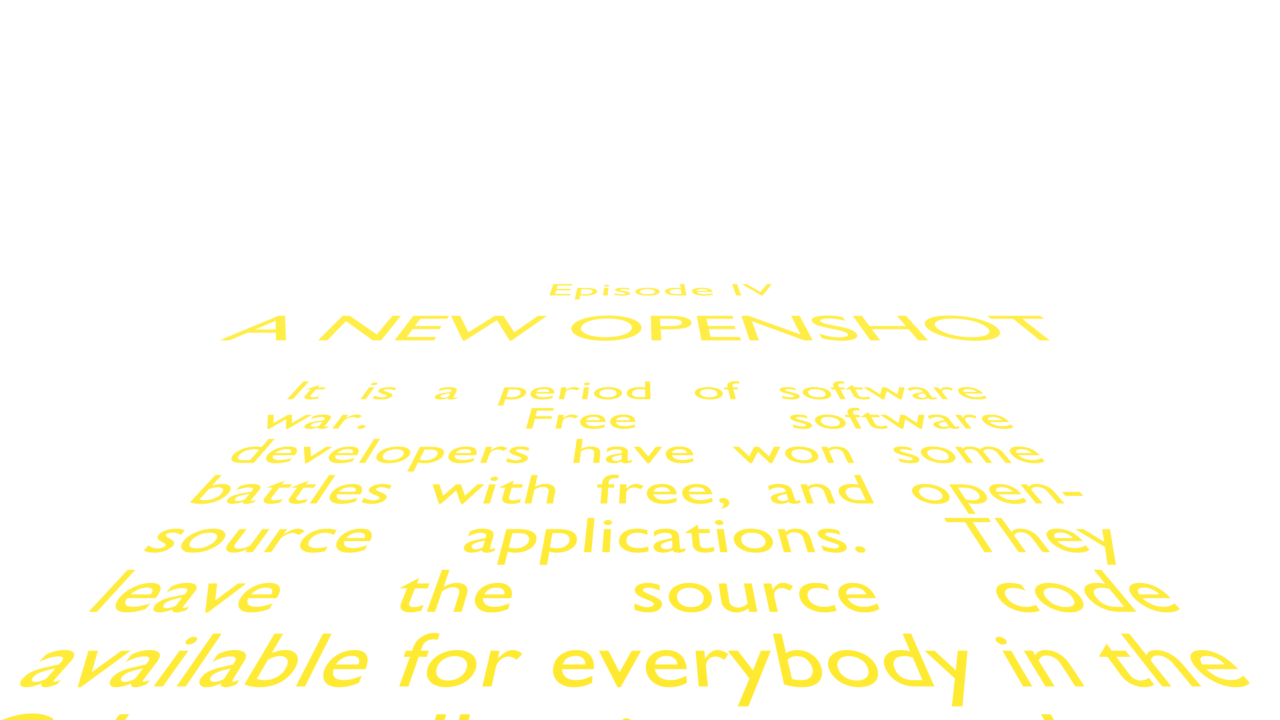 Episode IV
A NEW OPENSHOT
It is a period of software
war. Free software
developers have won some
battles with free, and open-
source applications. They
leave the source code
available for everybody in the